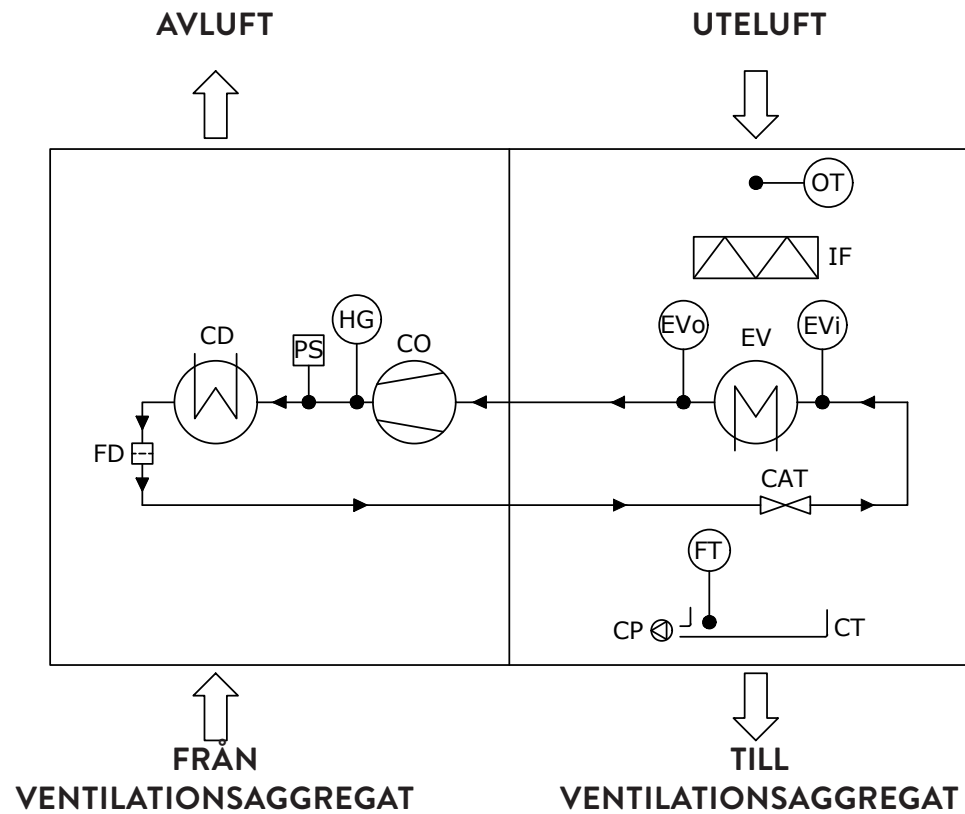 AVLUFT
UTELUFT
OT
IF
HG
EVo
EVi
CD
PS
CO
EV
FD
CAT
FT
CP
CT
FRÅN
VENTILATIONSAGGREGAT
TILL
VENTILATIONSAGGREGAT